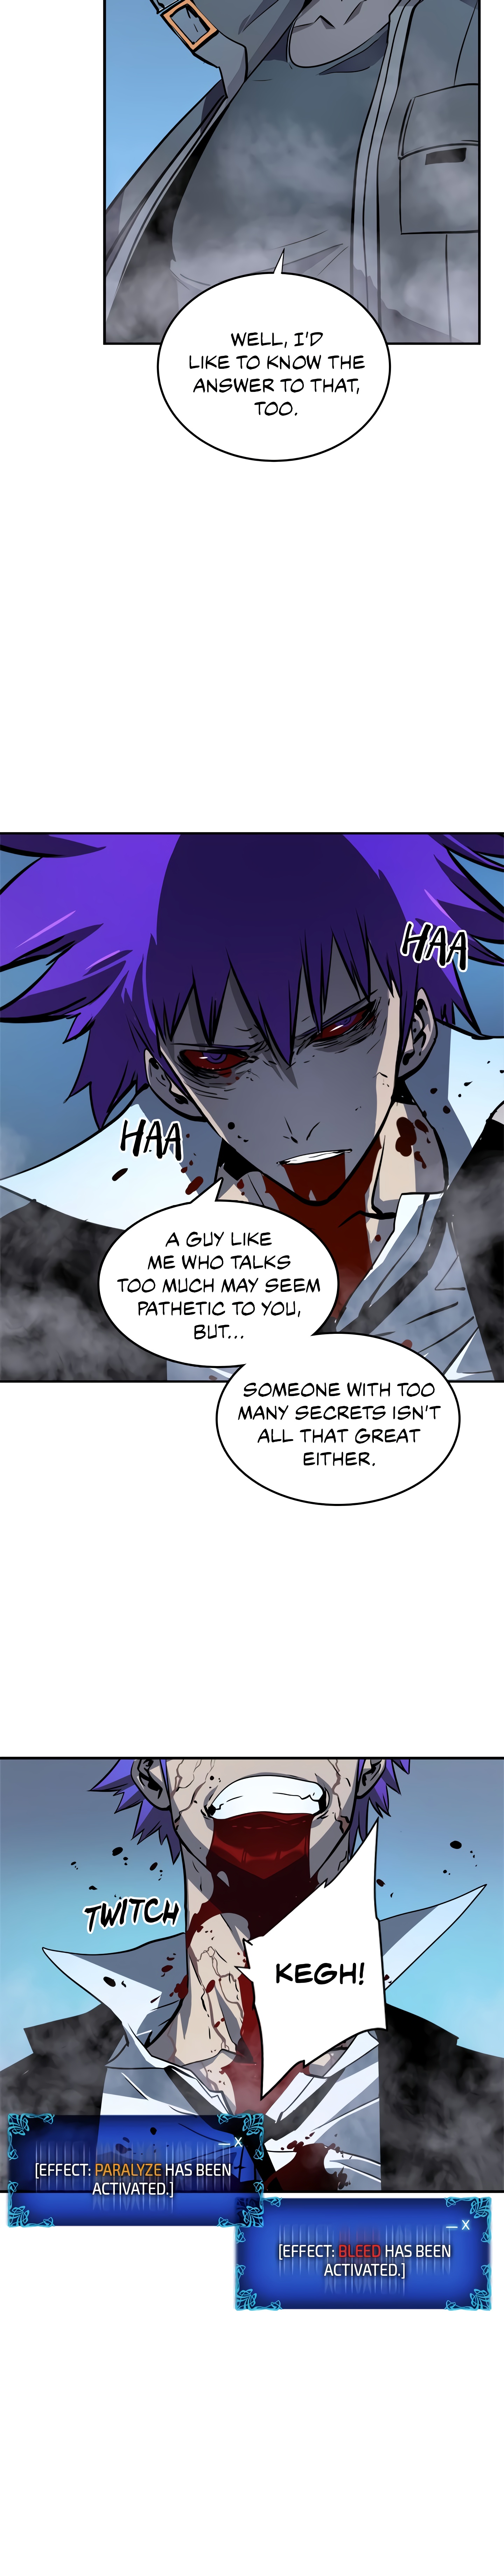 WELL, I'D
LIKE TO KNOW THE
ANSWER TO THAT,
TOO.
HAA
HAA
A GUY LIKE
ME WHO TALKS
TOO MUCH MAY SEEM
PATHETIC TO YOU,
BUT...
SOMEONE WITH TOO
MANY SECRETS ISN'T
ALL THAT GREAT
EITHER.
TWITCH
KEGH!
[EFFECT: PARALYZE HAS BEEN
ACTIVATED.]
[EFFECT: BLEED HAS BEEN
ACTIVATED.]